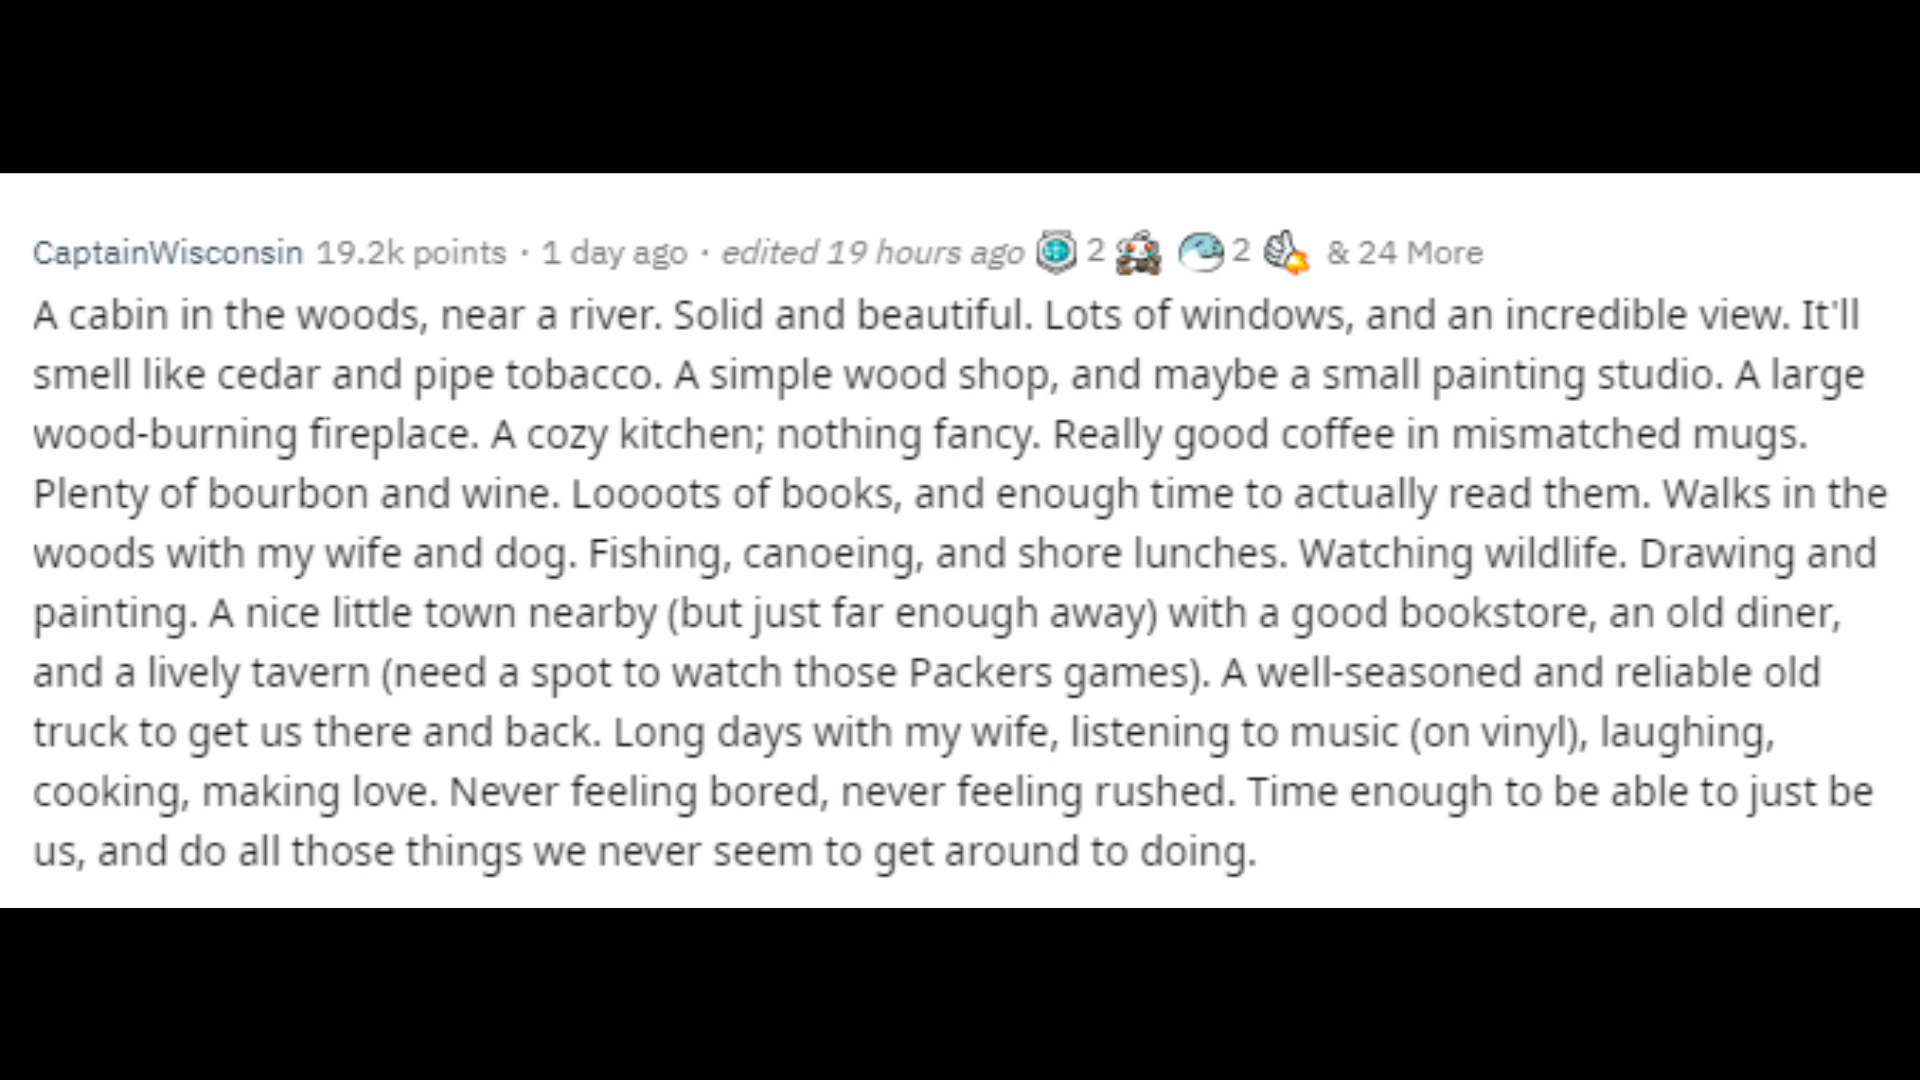 CaptainWisconsin 19.2k points · 1 day ago · edited 19 hours ago 2 2 & 24 More
A cabin in the woods, near a river. Solid and beautiful. Lots of windows, and an incredible view. It'll
smell like cedar and pipe tobacco. A simple wood shop, and maybe a small painting studio. A large
wood-burning fireplace. A cozy kitchen; nothing fancy. Really good coffee in mismatched mugs.
Plenty of bourbon and wine. Loooots of books, and enough time to actually read them. Walks in the
woods with my wife and dog. Fishing, canoeing, and shore lunches. Watching wildlife. Drawing and
painting. A nice little town nearby (but just far enough away) with a good bookstore, an old diner,
and a lively tavern (need a spot to watch those Packers games). A well-seasoned and reliable old
truck to get us there and back. Long days with my wife, listening to music (on vinyl), laughing,
cooking, making love. Never feeling bored, never feeling rushed. Time enough to be able to just be
us, and do all those things we never seem to get around to doing.